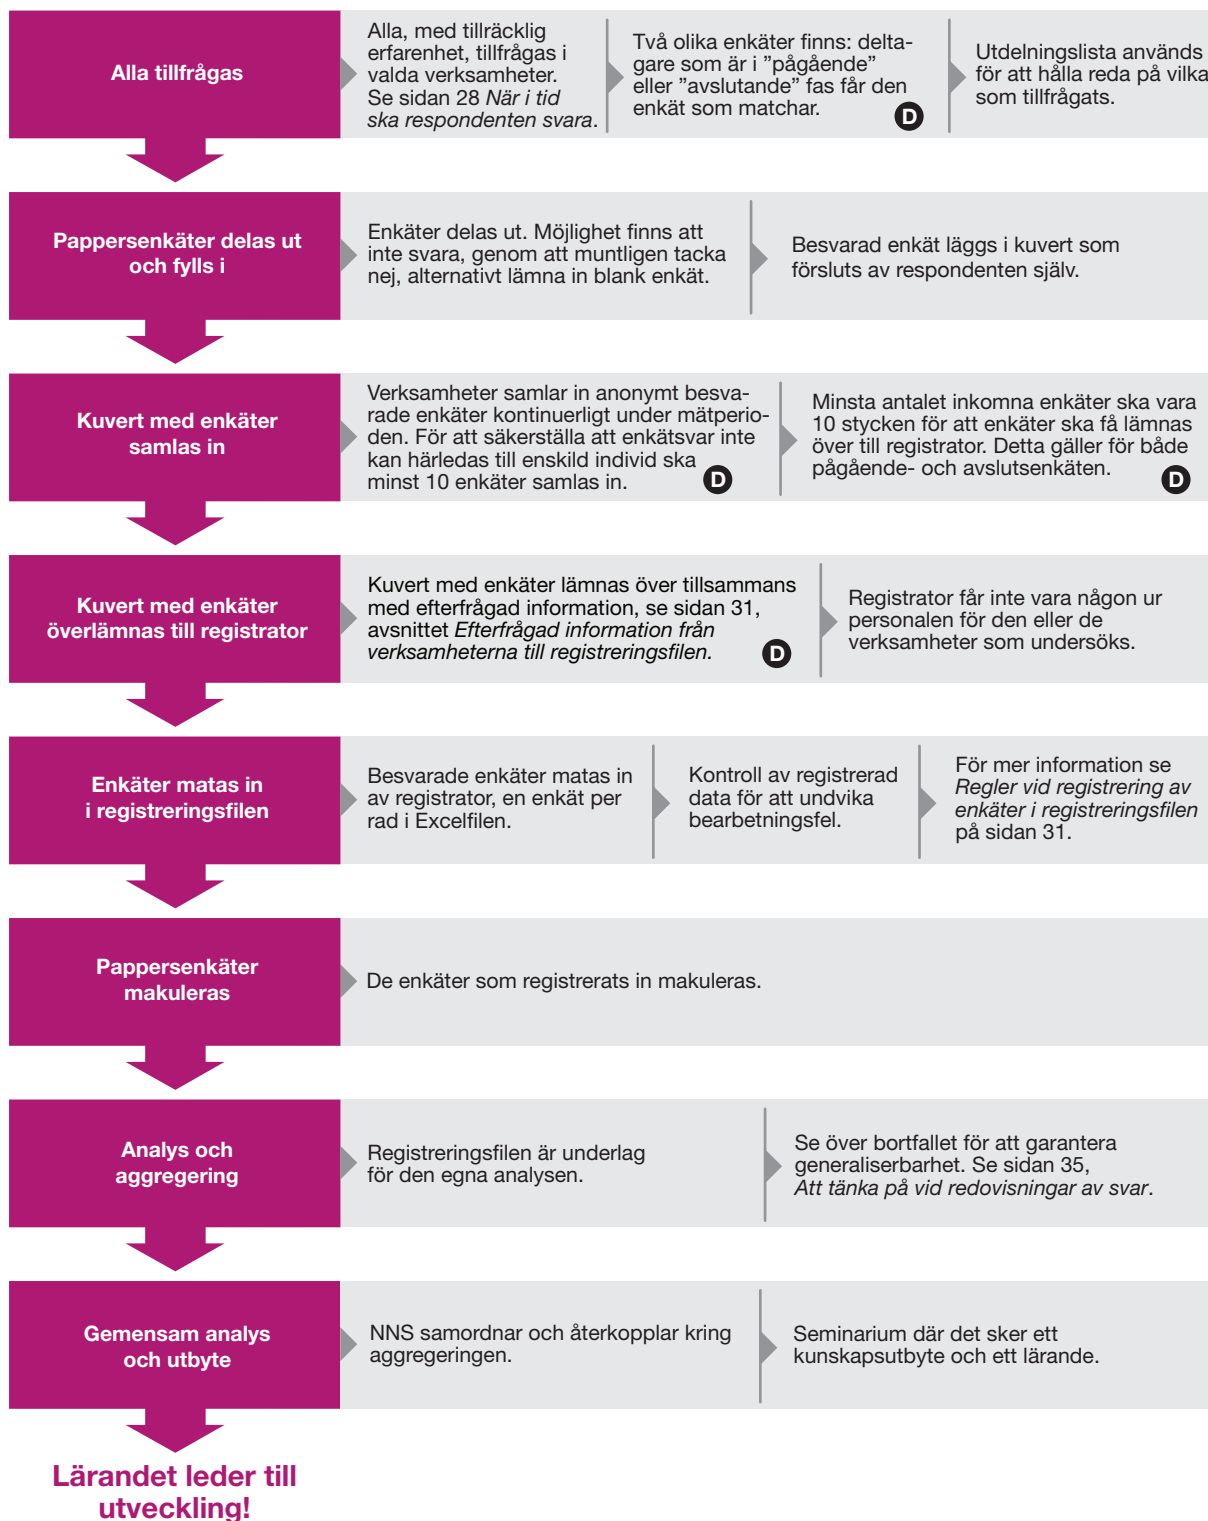 Alla tillfrågas
Alla, med tillräcklig
erfarenhet, tillfrågas i
valda verksamheter.
Se sidan 28 När i tid
ska respondenten svara.
Två olika enkäter finns: delta-
gare som är i ”pågående”
eller ”avslutande” fas får den
enkät som matchar.
D
Utdelningslista används
för att hålla reda på vilka
som tillfrågats.
Pappersenkäter delas ut
och fylls i
Enkäter delas ut. Möjlighet finns att
inte svara, genom att muntligen tacka
nej, alternativt lämna in blank enkät.
Besvarad enkät läggs i kuvert som
försluts av respondenten själv.
Kuvert med enkäter
samlas in
Verksamheter samlar in anonymt besva-
rade enkäter kontinuerligt under mätperio-
den. För att säkerställa att enkätsvar inte
kan härledas till enskild individ ska
minst 10 enkäter samlas in.
D
Minsta antalet inkomna enkäter ska vara
10 stycken för att enkäter ska få lämnas
över till registrator. Detta gäller för både
pågående- och avslutsenkäten.
D
Kuvert med enkäter
överlämnas till registrator
Kuvert med enkäter lämnas över tillsammans
med efterfrågad information, se sidan 31,
avsnittet Efterfrågad information från
verksamheterna till registreringsfilen.
D
Registrator får inte vara någon ur
personalen för den eller de
verksamheter som undersöks.
Enkäter matas in
i registreringsfilen
Besvarade enkäter matas in
av registrator, en enkät per
rad i Excelfilen.
Kontroll av registrerad
data för att undvika
bearbetningsfel.
För mer information se
Regler vid registrering av
enkäter i registreringsfilen
på sidan 31.
Pappersenkäter
makuleras
De enkäter som registrerats in makuleras.
Analys och
aggregering
Registreringsfilen är underlag
för den egna analysen.
Se över bortfallet för att garantera
generaliserbarhet. Se sidan 35,
Att tänka på vid redovisningar av svar.
Gemensam analys
och utbyte
NNS samordnar och återkopplar kring
aggregeringen.
Seminarium där det sker ett
kunskapsutbyte och ett lärande.
Lärandet leder till
utveckling!